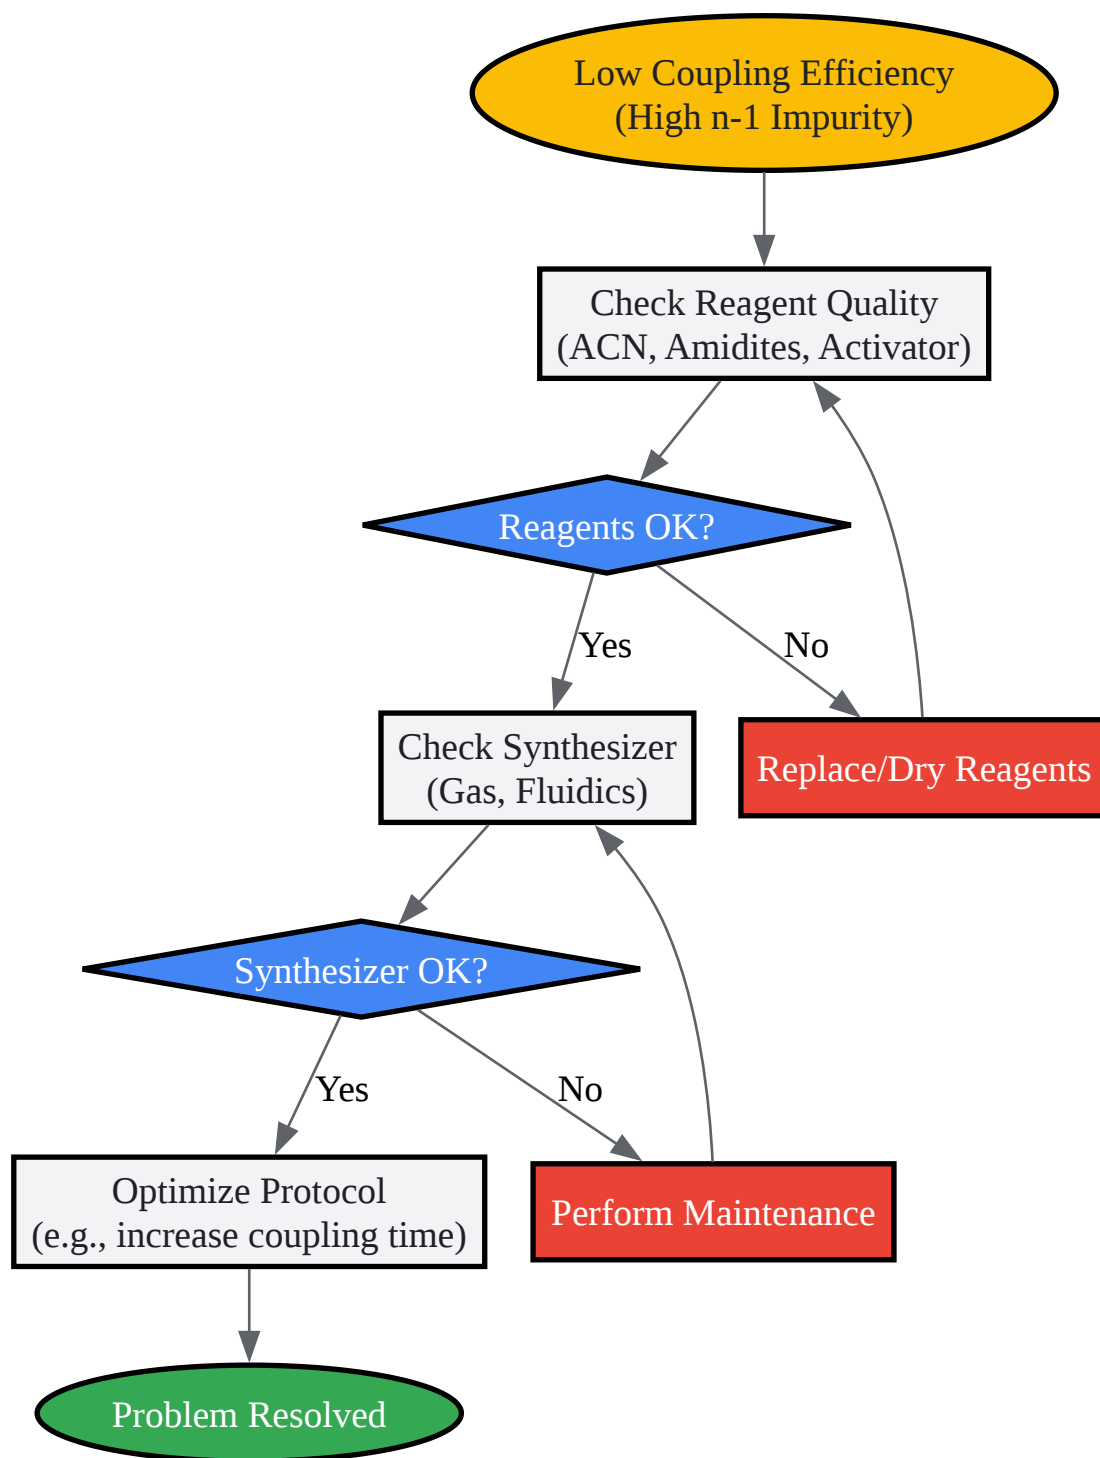 Low Coupling Efficiency
(High n-1 Impurity)
Check Reagent Quality
(ACN, Amidites, Activator)
Reagents OK?
Yes
No
Check Synthesizer
(Gas, Fluidics)
Replace/Dry Reagents
Synthesizer OK?
Yes
No
Optimize Protocol
(e.g., increase coupling time)
Perform Maintenance
Problem Resolved